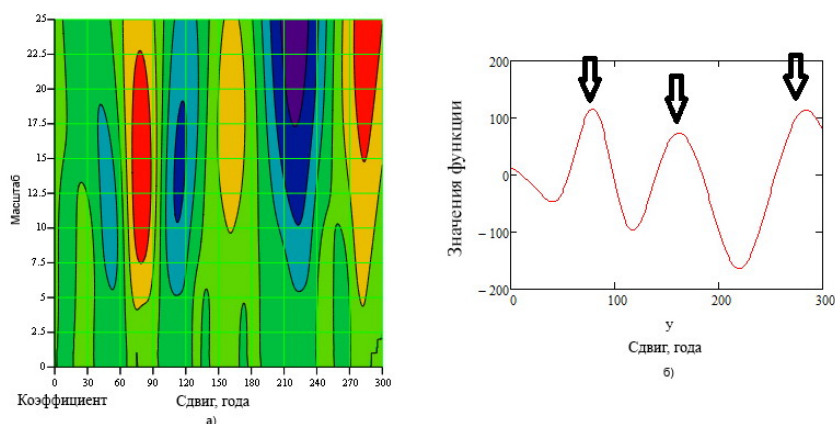 25
22.5
20
17.5
15
12.5
10
7.5
5
2.5
0
Масштаб
0 30 60 90 120 150 180 210 240 270 300
Коэффициент Сдвиг, года
а)
200
100
0
− 100
− 200
Значения функции
0 100 200 300
У
Сдвиг, года
б)